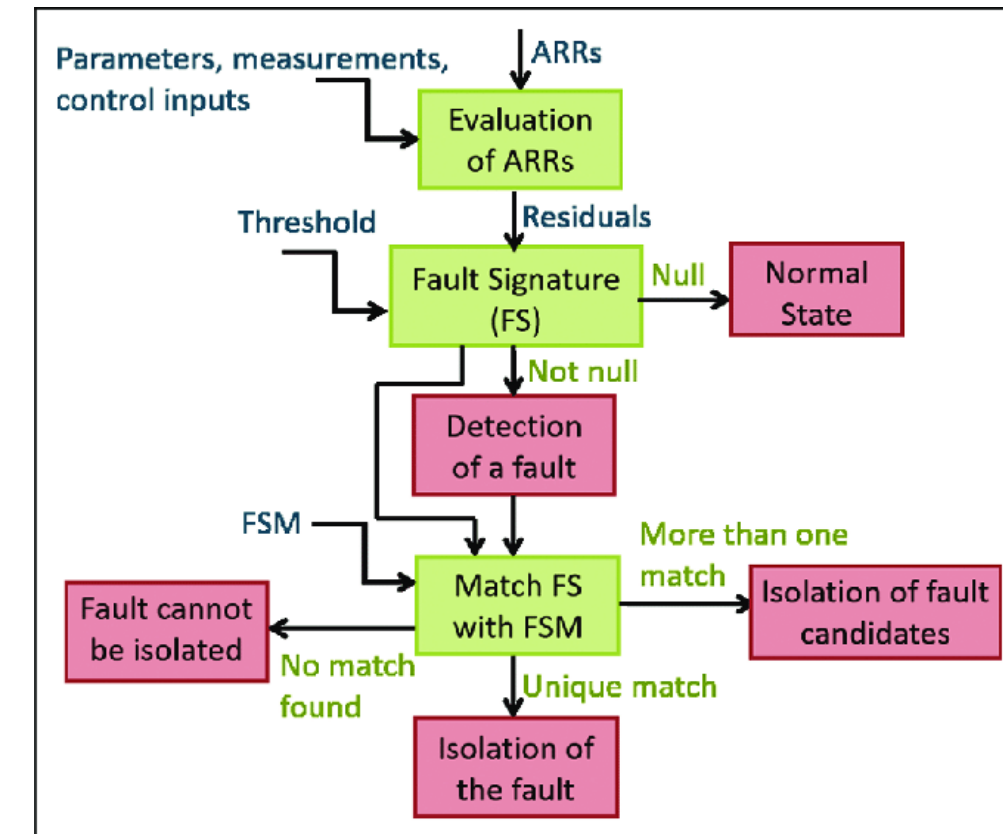 ARRs
Parameters, measurements,
control inputs
Evaluation
of ARRs
Residuals
Threshold
Fault Signature
(FS)
Null
Normal
State
Not null
Detection
of a fault
FSM
More than one
match
Match FS
with FSM
Isolation of fault
candidates
Fault cannot
be isolated
No match
found
Unique match
Isolation of
the fault